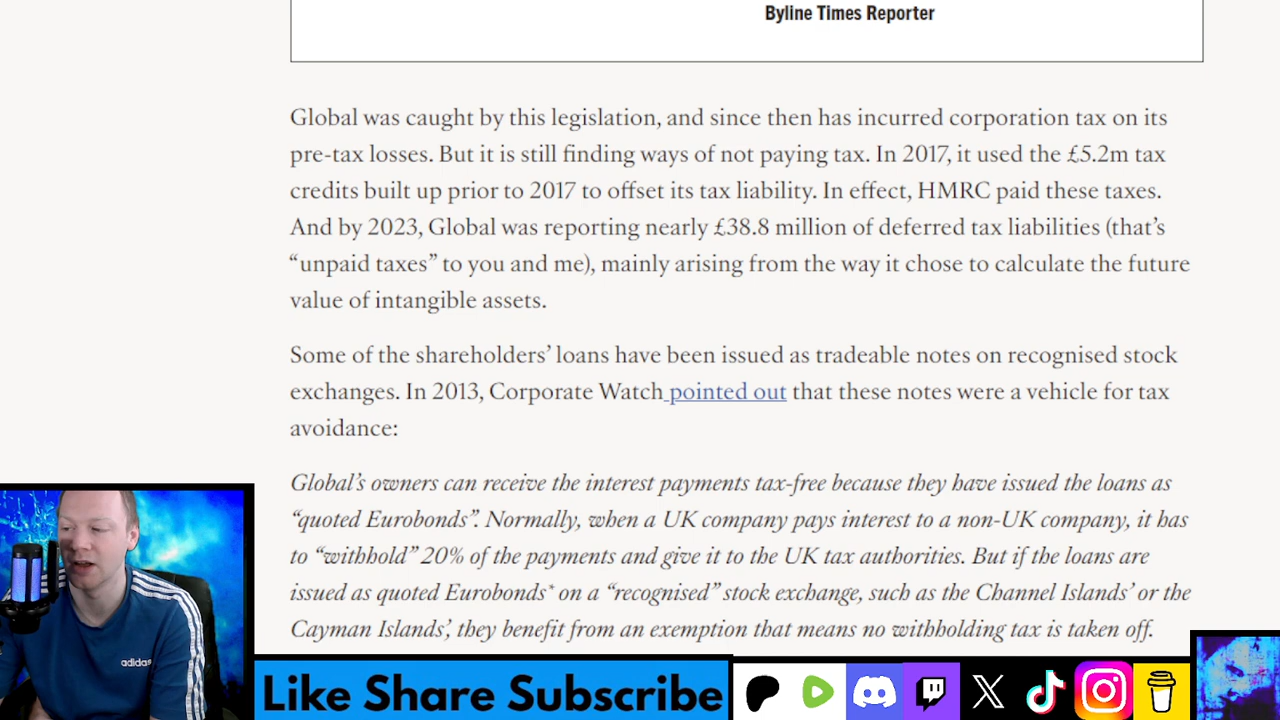 Byline Times Reporter
Global was caught by this legislation, and since then has incurred corporation tax on its
pre-tax losses. But it is still finding ways of not paying tax. In 2017, it used the £5.2m tax
credits built up prior to 2017 to offset its tax liability. In effect, HMRC paid these taxes.
And by 2023, Global was reporting nearly £38.8 million of deferred tax liabilities (that’s
“unpaid taxes” to you and me), mainly arising from the way it chose to calculate the future
value of intangible assets.
Some of the shareholders’ loans have been issued as tradeable notes on recognised stock
exchanges. In 2013, Corporate Watch pointed out that these notes were a vehicle for tax
avoidance:
Global’s owners can receive the interest payments tax-free because they have issued the loans as
“quoted Eurobonds”. Normally, when a UK company pays interest to a non-UK company, it has
to “withhold” 20% of the payments and give it to the UK tax authorities. But if the loans are
issued as quoted Eurobonds* on a “recognised” stock exchange, such as the Channel Islands’ or the
Cayman Islands’, they benefit from an exemption that means no withholding tax is taken off.
adidas
Like Share Subscribe